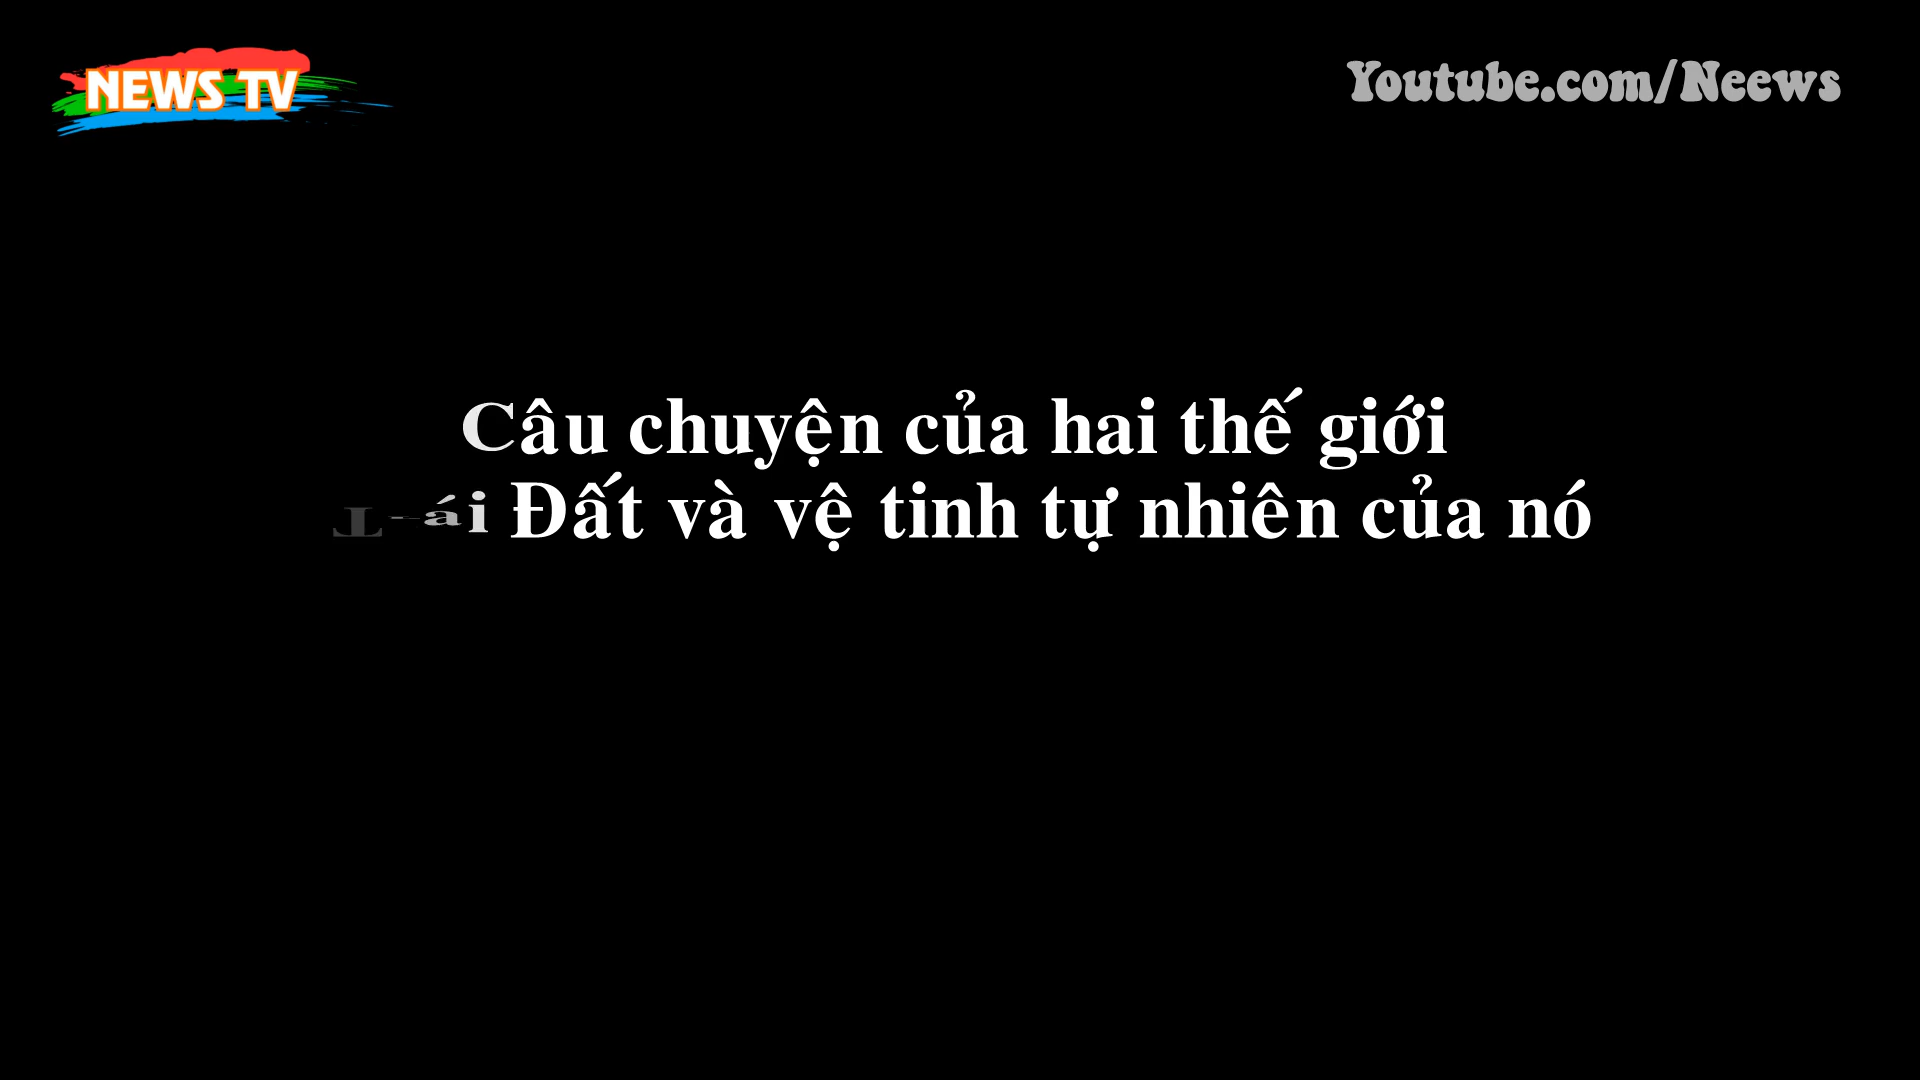 NEWS TV
Youtube.com/Neews
Câu chuyện của hai thế giới
Trái Đất và vệ tinh tự nhiên của nó